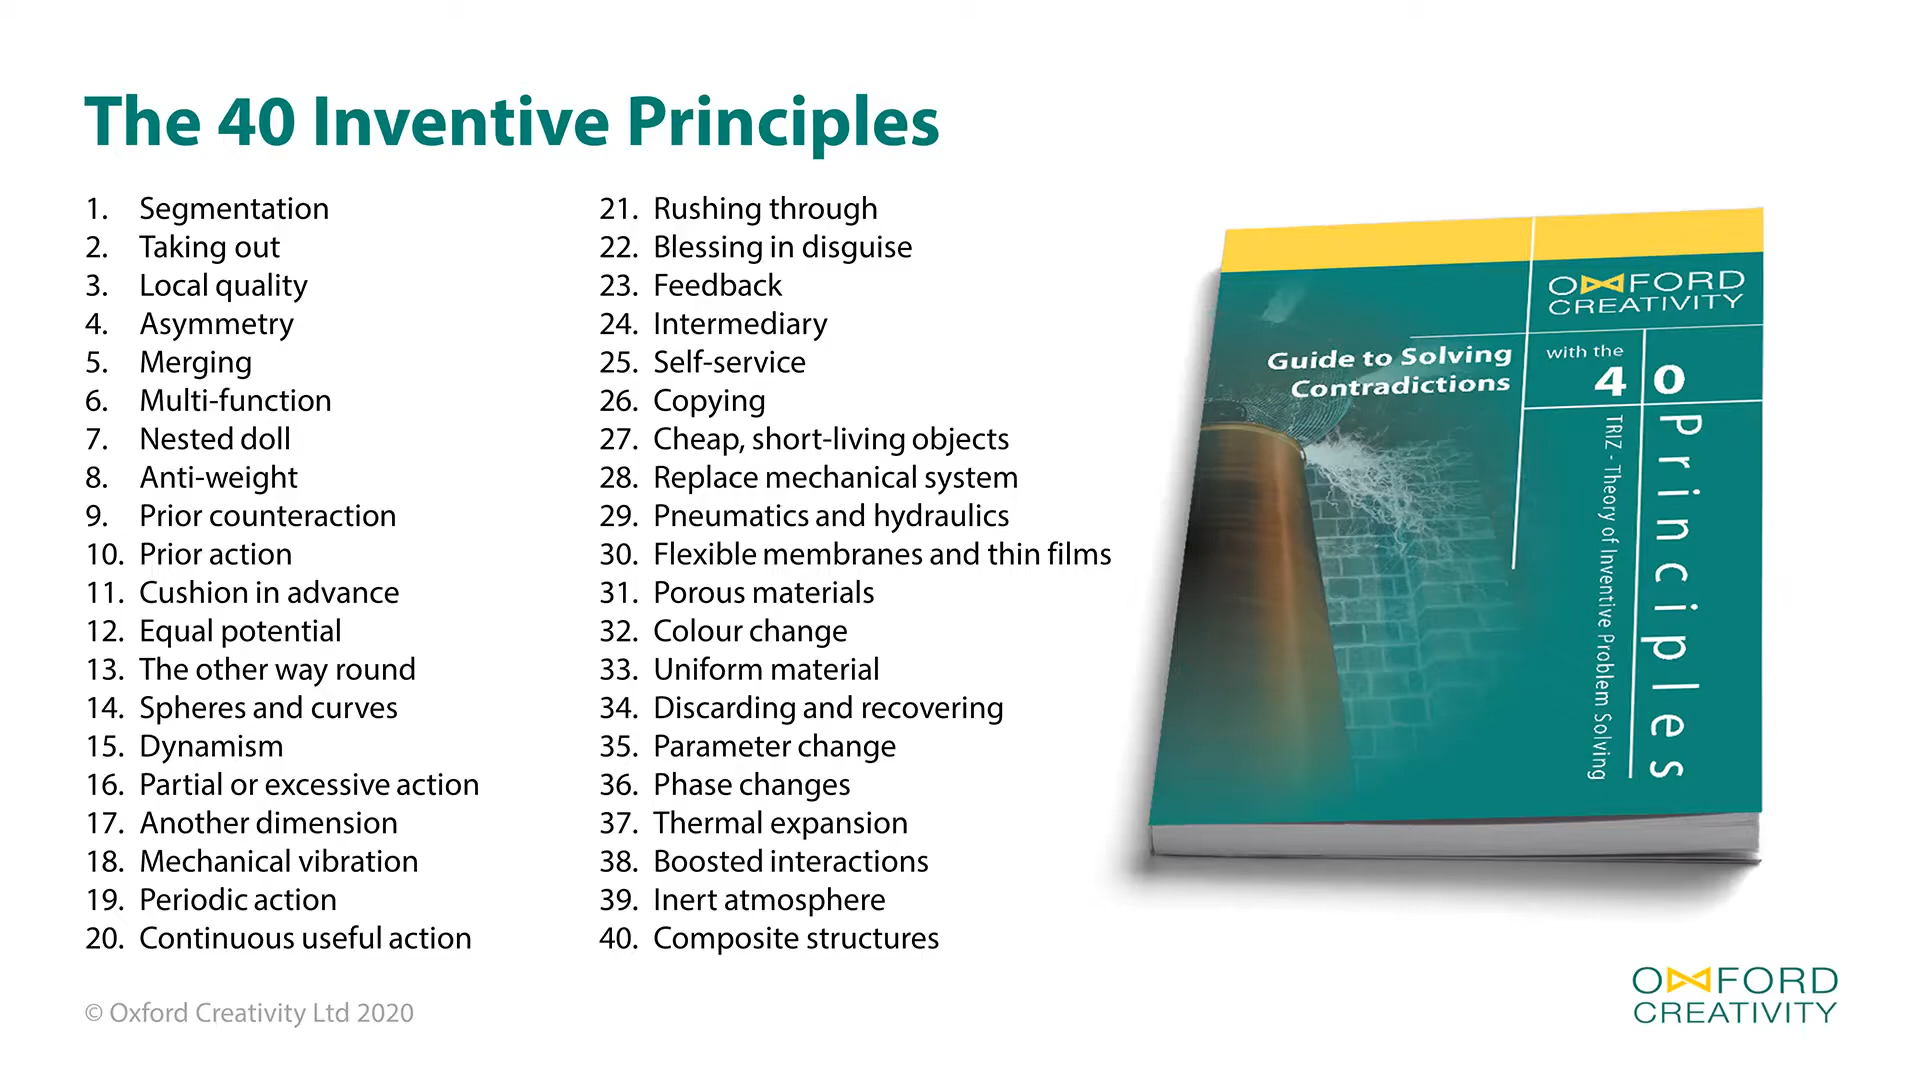 The 40 Inventive Principles
1. Segmentation
2. Taking out
3. Local quality
4. Asymmetry
5. Merging
6. Multi-function
7. Nested doll
8. Anti-weight
9. Prior counteraction
10. Prior action
11. Cushion in advance
12. Equal potential
13. The other way round
14. Spheres and curves
15. Dynamism
16. Partial or excessive action
17. Another dimension
18. Mechanical vibration
19. Periodic action
20. Continuous useful action
21. Rushing through
22. Blessing in disguise
23. Feedback
24. Intermediary
25. Self-service
26. Copying
27. Cheap, short-living objects
28. Replace mechanical system
29. Pneumatics and hydraulics
30. Flexible membranes and thin films
31. Porous materials
32. Colour change
33. Uniform material
34. Discarding and recovering
35. Parameter change
36. Phase changes
37. Thermal expansion
38. Boosted interactions
39. Inert atmosphere
40. Composite structures
OXFORD
CREATIVITY
Guide to Solving
Contradictions
with the
40
Principles
TRIZ - Theory of Inventive Problem Solving
© Oxford Creativity Ltd 2020
OXFORD
CREATIVITY